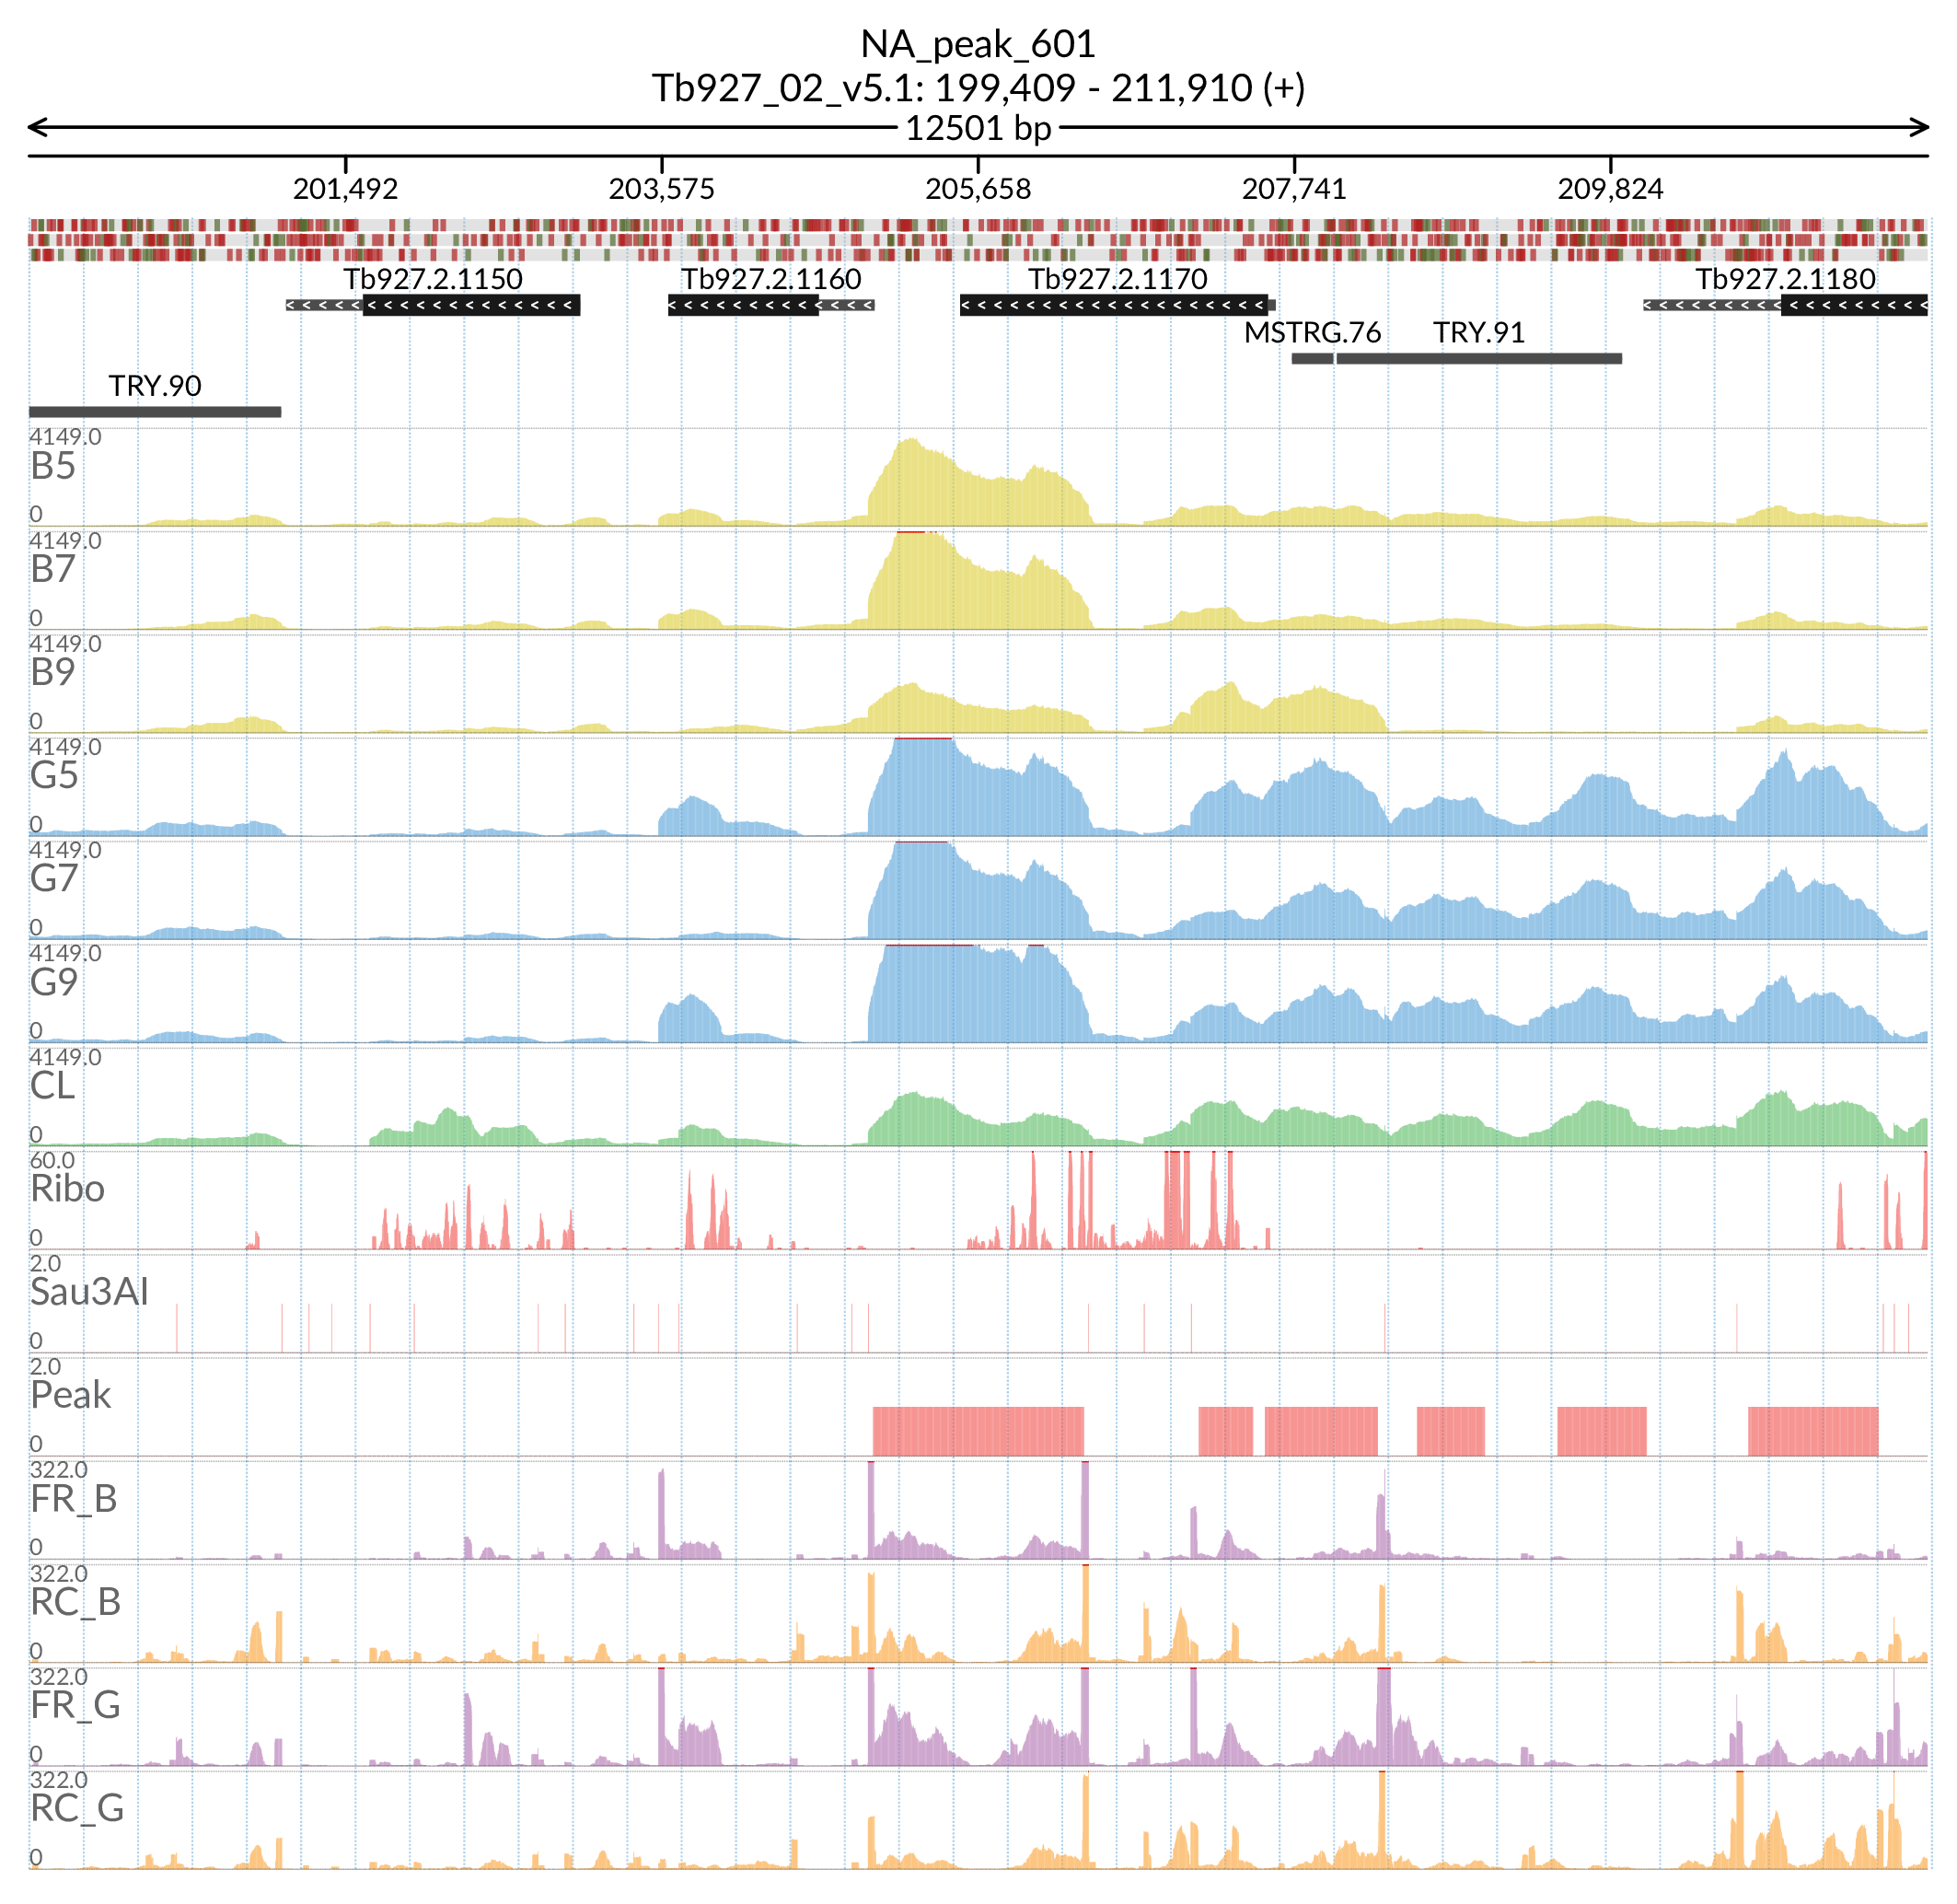 NA_peak_601
Tb927_02_v5.1: 199,409 - 211,910 (+)
12501 bp
201,492 203,575 205,658 207,741 209,824
Tb927.2.1150 Tb927.2.1160 Tb927.2.1170 Tb927.2.1180
MSTRG.76 TRY.91
TRY.90
4149.0
B5
0
4149.0
B7
0
4149.0
B9
0
4149.0
G5
0
4149.0
G7
0
4149.0
G9
0
4149.0
CL
0
60.0
Ribo
0
2.0
Sau3AI
0
2.0
Peak
0
322.0
FR_B
0
322.0
RC_B
0
322.0
FR_G
0
322.0
RC_G
0